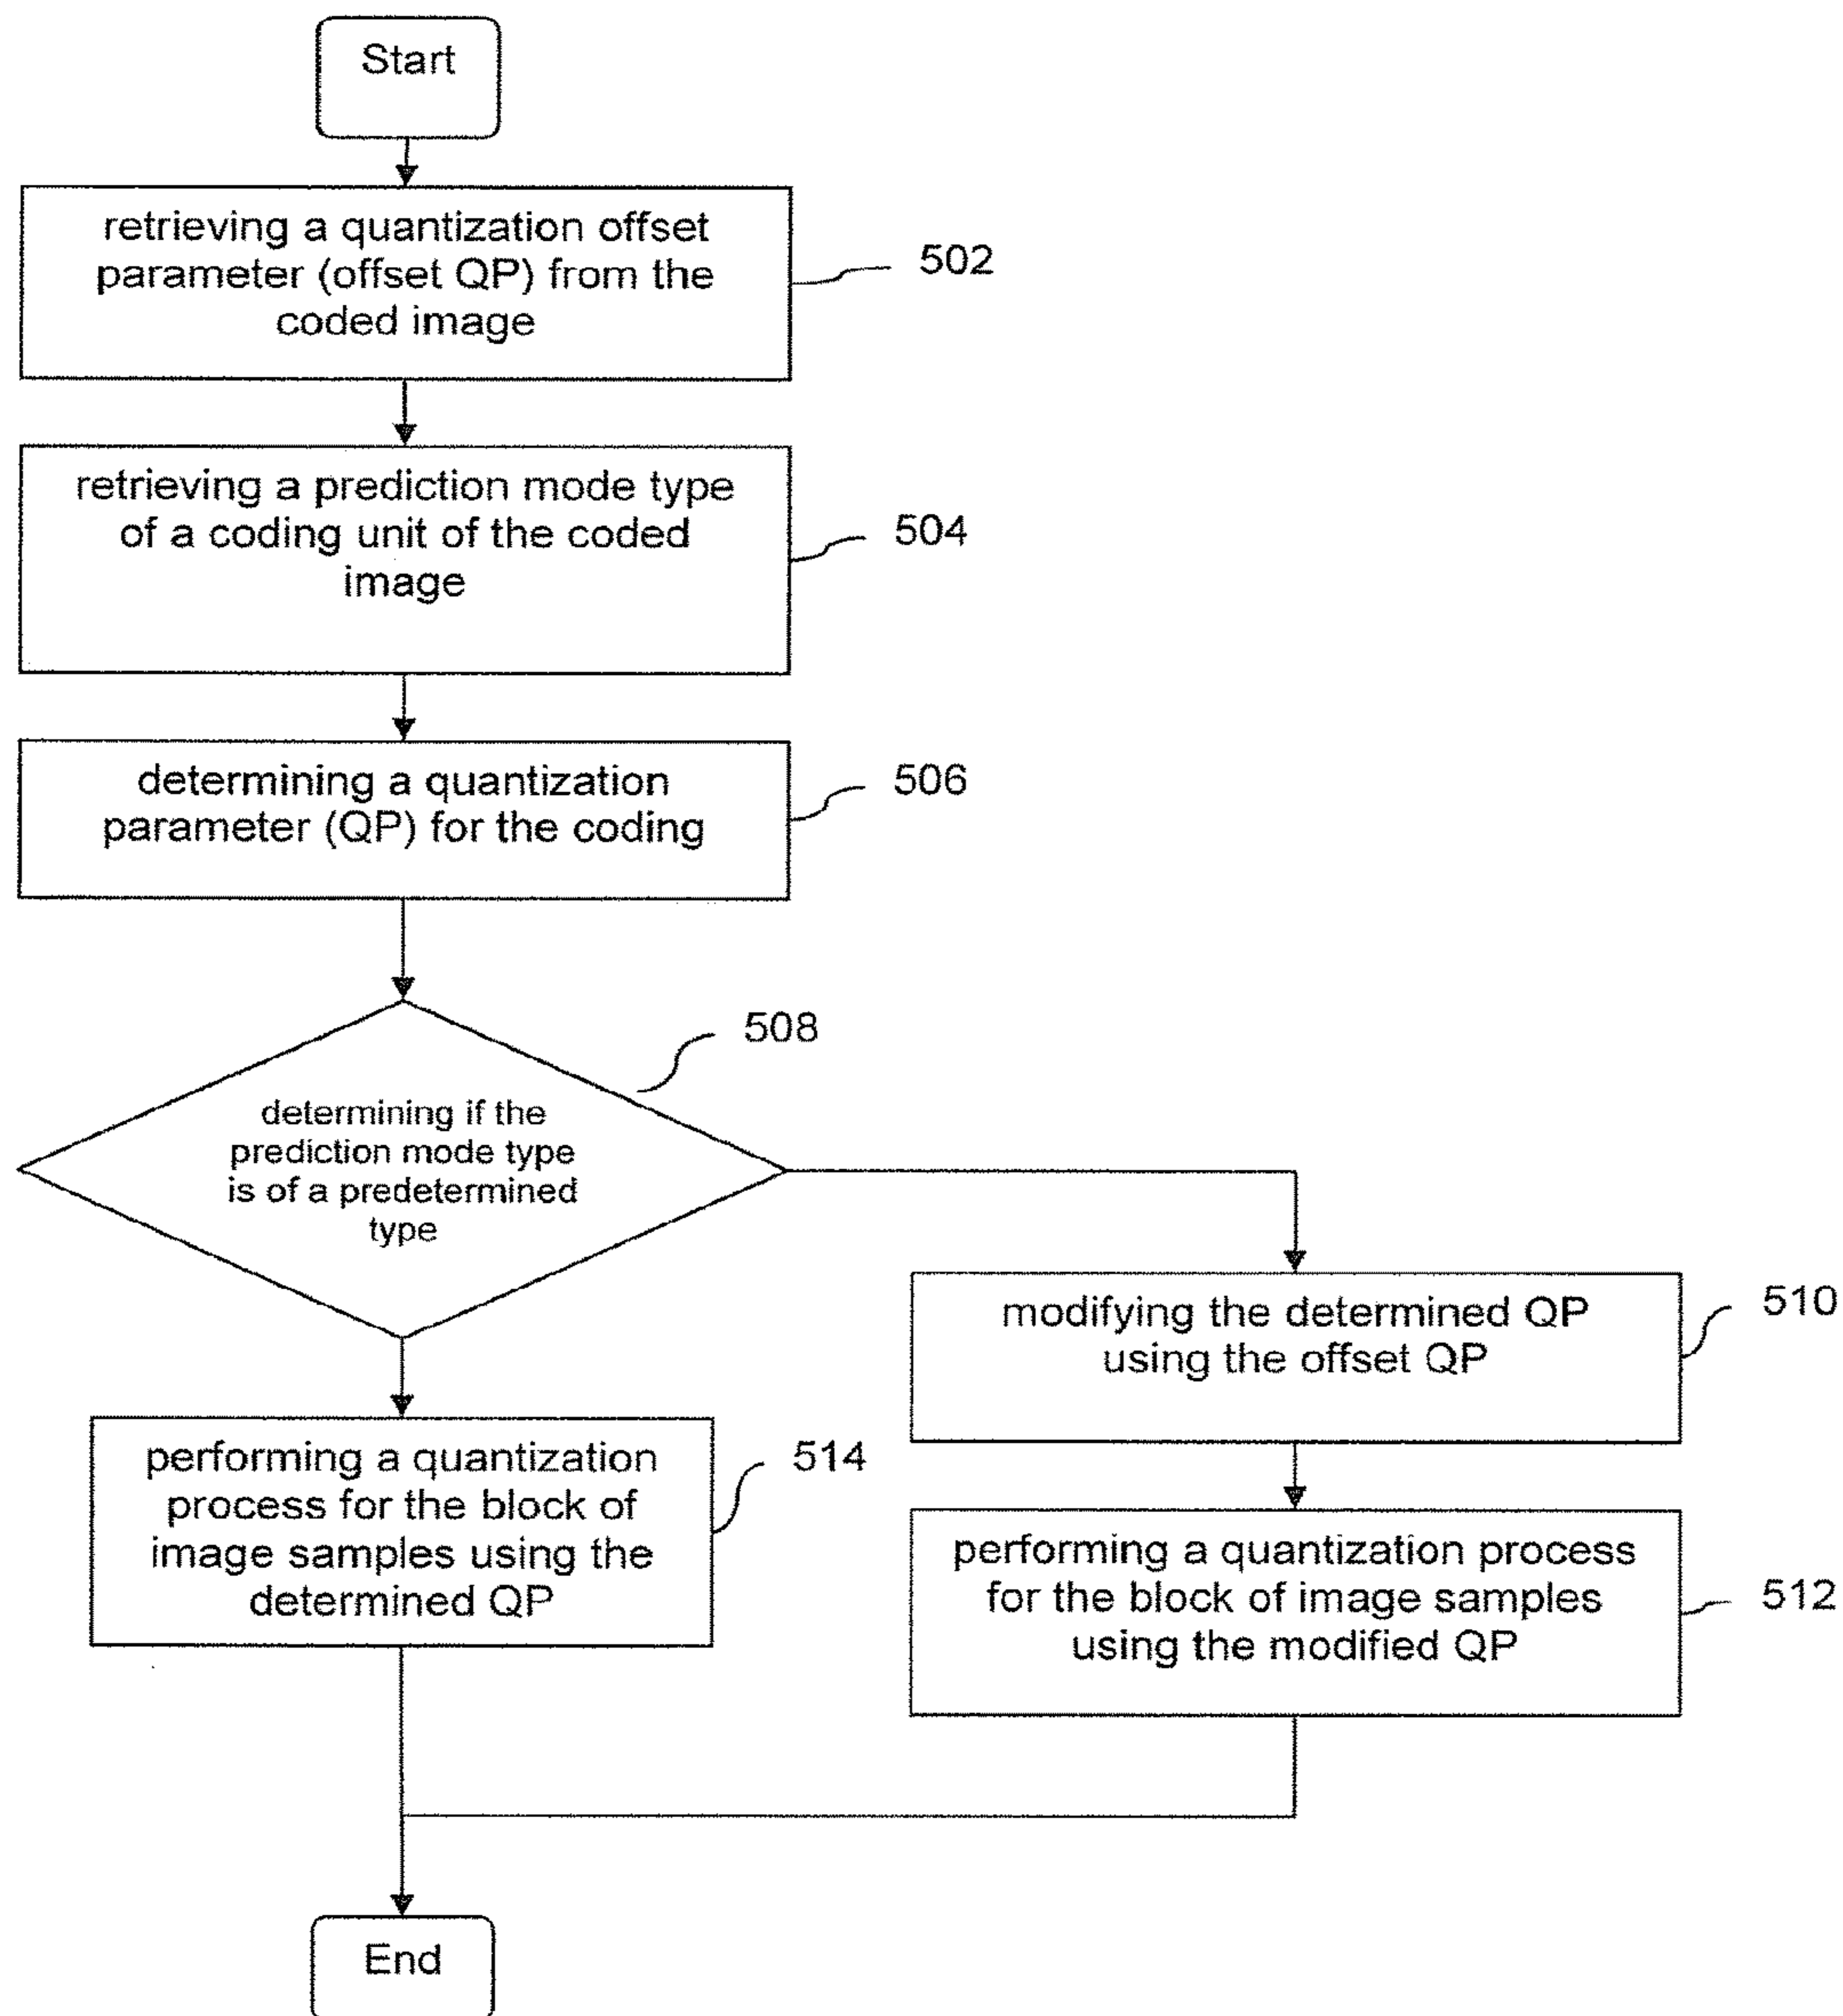 Start
retrieving a quantization offset
parameter (offset QP) from the
coded image
502
retrieving a prediction mode type
of a coding unit of the coded
image
504
determining a quantization
parameter (QP) for the coding
506
508
determining if the
prediction mode type
is of a predetermined
type
modifying the determined QP
using the offset QP
510
performing a quantization
process for the block of
image samples using the
determined QP
514
performing a quantization process
for the block of image samples
using the modified QP
512
End